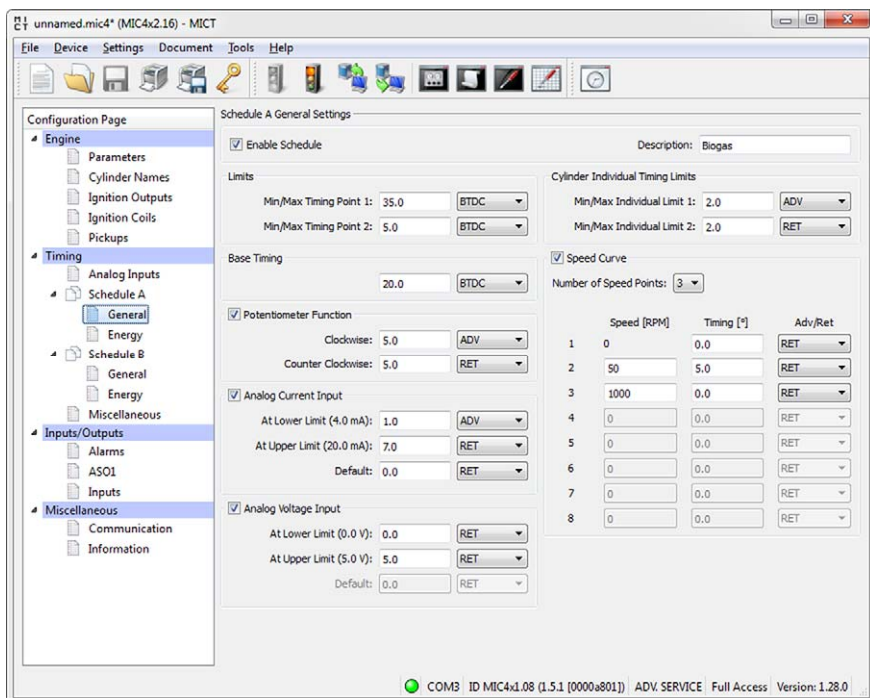 unnamed.mic4* (MIC4x2.16) - MICT
File Device Settings Document Tools Help
Configuration Page
Engine
Parameters
Cylinder Names
Ignition Outputs
Ignition Coils
Pickups
Timing
Analog Inputs
Schedule A
General
Energy
Schedule B
General
Energy
Miscellaneous
Inputs/Outputs
Alarms
ASO1
Inputs
Miscellaneous
Communication
Information
Schedule A General Settings
Enable Schedule
Description: Biogas
Limits
Min/Max Timing Point 1: 35.0 BTDC
Min/Max Timing Point 2: 5.0 BTDC
Cylinder Individual Timing Limits
Min/Max Individual Limit 1: 2.0 ADV
Min/Max Individual Limit 2: 2.0 RET
Base Timing
20.0 BTDC
Potentiometer Function
Clockwise: 5.0 ADV
Counter Clockwise: 5.0 RET
Analog Current Input
At Lower Limit (4.0 mA): 1.0 ADV
At Upper Limit (20.0 mA): 7.0 RET
Default: 0.0 RET
Analog Voltage Input
At Lower Limit (0.0 V): 0.0 RET
At Upper Limit (5.0 V): 5.0 RET
Default: 0.0 RET
Speed Curve
Number of Speed Points: 3
Speed [RPM] Timing [°] Adv/Ret
1 0 0.0 RET
2 50 5.0 RET
3 1000 0.0 RET
4 0 0.0 RET
5 0 0.0 RET
6 0 0.0 RET
7 0 0.0 RET
8 0 0.0 RET
COM3 ID MIC4x1.08 (1.5.1 [0000a801]) ADV. SERVICE Full Access Version: 1.28.0